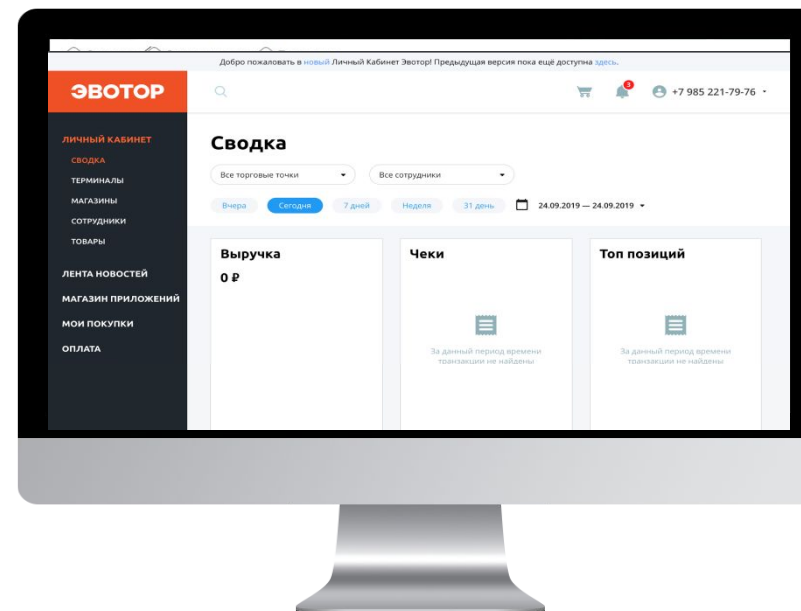 Добро пожаловать в новый Личный Кабинет Эвотор! Предыдущая версия пока ещё доступна здесь.
ЭВОТОР
3
+7 985 221-79-76
ЛИЧНЫЙ КАБИНЕТ
СВОДКА
ТЕРМИНАЛЫ
МАГАЗИНЫ
СОТРУДНИКИ
ТОВАРЫ
ЛЕНТА НОВОСТЕЙ
МАГАЗИН ПРИЛОЖЕНИЙ
МОИ ПОКУПКИ
ОПЛАТА
Сводка
Все торговые точки
Все сотрудники
Вчера Сегодня 7 дней Неделя 31 день 24.09.2019 — 24.09.2019
Выручка
0 ₽
Чеки
За данный период времени
транзакции не найдены
Топ позиций
За данный период времени
транзакции не найдены